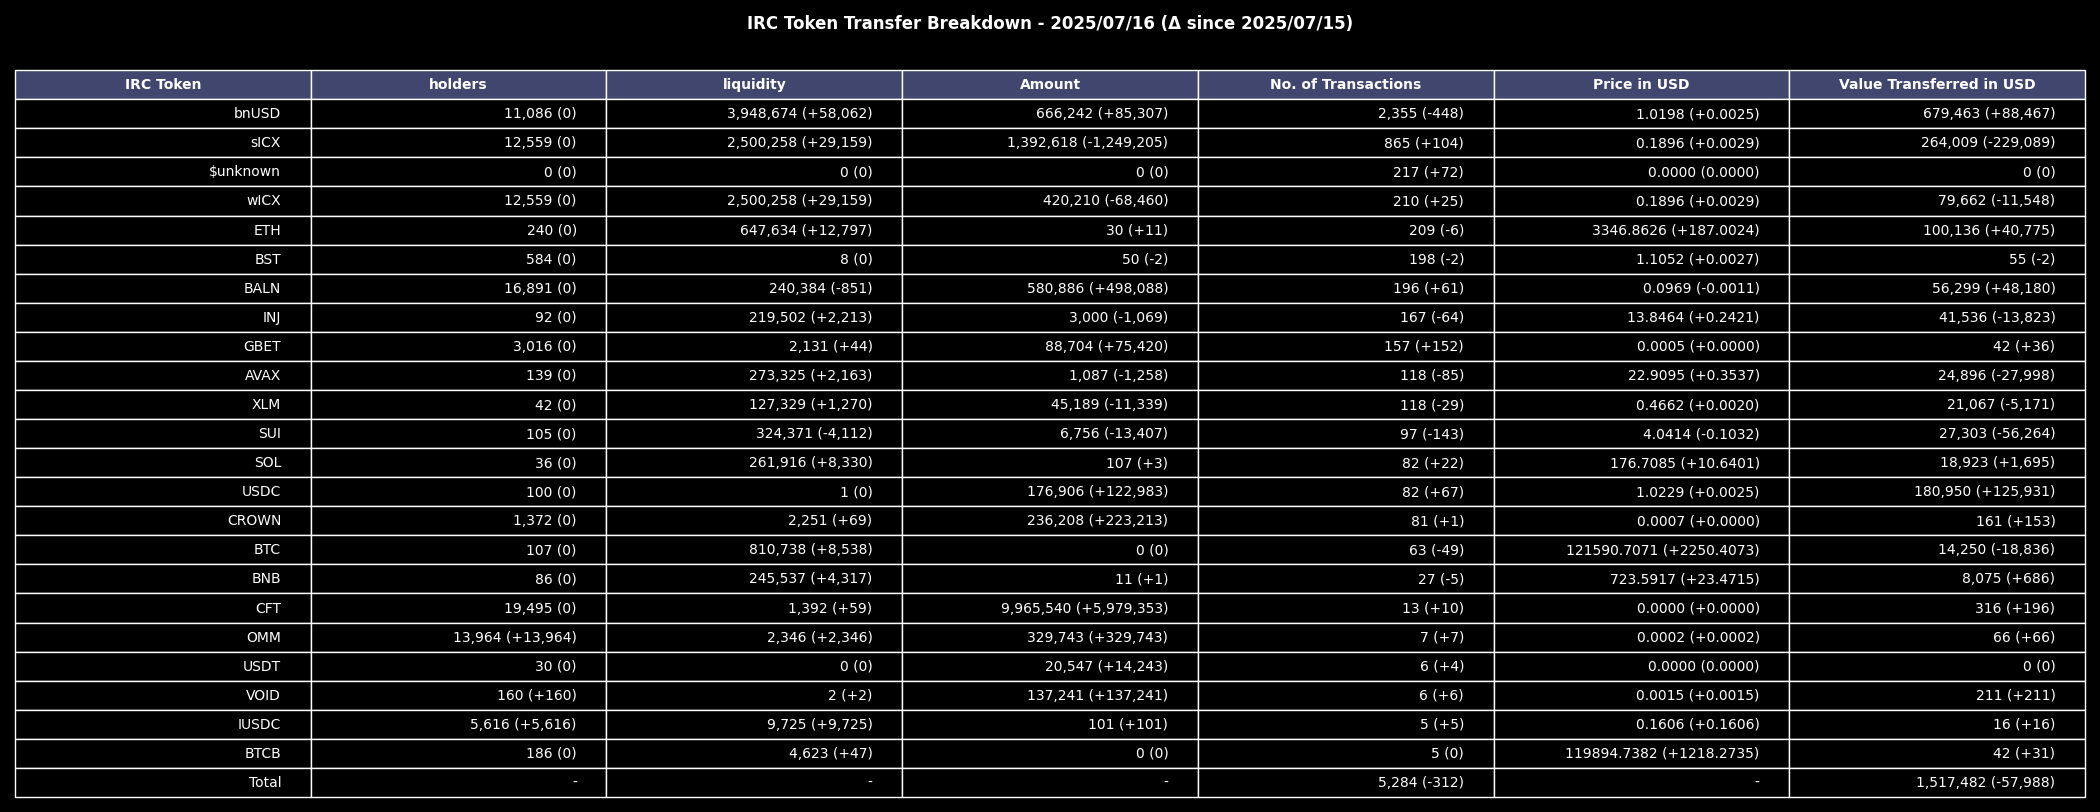 IRC Token Transfer Breakdown - 2025/07/16 (Δ since 2025/07/15)
IRC Token holders liquidity Amount No. of Transactions Price in USD Value Transferred in USD
bnUSD 11,086 (0) 3,948,674 (+58,062) 666,242 (+85,307) 2,355 (-448) 1.0198 (+0.0025) 679,463 (+88,467)
sICX 12,559 (0) 2,500,258 (+29,159) 1,392,618 (-1,249,205) 865 (+104) 0.1896 (+0.0029) 264,009 (-229,089)
$unknown 0 (0) 0 (0) 0 (0) 217 (+72) 0.0000 (0.0000) 0 (0)
wICX 12,559 (0) 2,500,258 (+29,159) 420,210 (-68,460) 210 (+25) 0.1896 (+0.0029) 79,662 (-11,548)
ETH 240 (0) 647,634 (+12,797) 30 (+11) 209 (-6) 3346.8626 (+187.0024) 100,136 (+40,775)
BST 584 (0) 8 (0) 50 (-2) 198 (-2) 1.1052 (+0.0027) 55 (-2)
BALN 16,891 (0) 240,384 (-851) 580,886 (+498,088) 196 (+61) 0.0969 (-0.0011) 56,299 (+48,180)
INJ 92 (0) 219,502 (+2,213) 3,000 (-1,069) 167 (-64) 13.8464 (+0.2421) 41,536 (-13,823)
GBET 3,016 (0) 2,131 (+44) 88,704 (+75,420) 157 (+152) 0.0005 (+0.0000) 42 (+36)
AVAX 139 (0) 273,325 (+2,163) 1,087 (-1,258) 118 (-85) 22.9095 (+0.3537) 24,896 (-27,998)
XLM 42 (0) 127,329 (+1,270) 45,189 (-11,339) 118 (-29) 0.4662 (+0.0020) 21,067 (-5,171)
SUI 105 (0) 324,371 (-4,112) 6,756 (-13,407) 97 (-143) 4.0414 (-0.1032) 27,303 (-56,264)
SOL 36 (0) 261,916 (+8,330) 107 (+3) 82 (+22) 176.7085 (+10.6401) 18,923 (+1,695)
USDC 100 (0) 1 (0) 176,906 (+122,983) 82 (+67) 1.0229 (+0.0025) 180,950 (+125,931)
CROWN 1,372 (0) 2,251 (+69) 236,208 (+223,213) 81 (+1) 0.0007 (+0.0000) 161 (+153)
BTC 107 (0) 810,738 (+8,538) 0 (0) 63 (-49) 121590.7071 (+2250.4073) 14,250 (-18,836)
BNB 86 (0) 245,537 (+4,317) 11 (+1) 27 (-5) 723.5917 (+23.4715) 8,075 (+686)
CFT 19,495 (0) 1,392 (+59) 9,965,540 (+5,979,353) 13 (+10) 0.0000 (+0.0000) 316 (+196)
OMM 13,964 (+13,964) 2,346 (+2,346) 329,743 (+329,743) 7 (+7) 0.0002 (+0.0002) 66 (+66)
USDT 30 (0) 0 (0) 20,547 (+14,243) 6 (+4) 0.0000 (0.0000) 0 (0)
VOID 160 (+160) 2 (+2) 137,241 (+137,241) 6 (+6) 0.0015 (+0.0015) 211 (+211)
IUSDC 5,616 (+5,616) 9,725 (+9,725) 101 (+101) 5 (+5) 0.1606 (+0.1606) 16 (+16)
BTCB 186 (0) 4,623 (+47) 0 (0) 5 (0) 119894.7382 (+1218.2735) 42 (+31)
Total - - - 5,284 (-312) - 1,517,482 (-57,988)